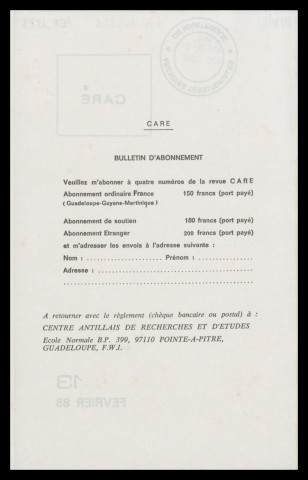 CARE
BULLETIN D'ABONNEMENT
Veuillez m'abonner à quatre numéros de la revue CARE
Abonnement ordinaire France 150 francs (port payé)
(Guadeloupe-Guyane-Martinique)
Abonnement de soutien 180 francs (port payé)
Abonnement Etranger 200 francs (port payé)
et m'adresser les envois à l'adresse suivante :
Nom : Prénom :
Adresse :
A retourner avec le règlement (chèque bancaire ou postal) à :
CENTRE ANTILLAIS DE RECHERCHES ET D'ETUDES
Ecole Normale B.P. 399, 97110 POINTE-A-PITRE,
GUADELOUPE, F.W.I.
13
FEVRIER 86
CARE